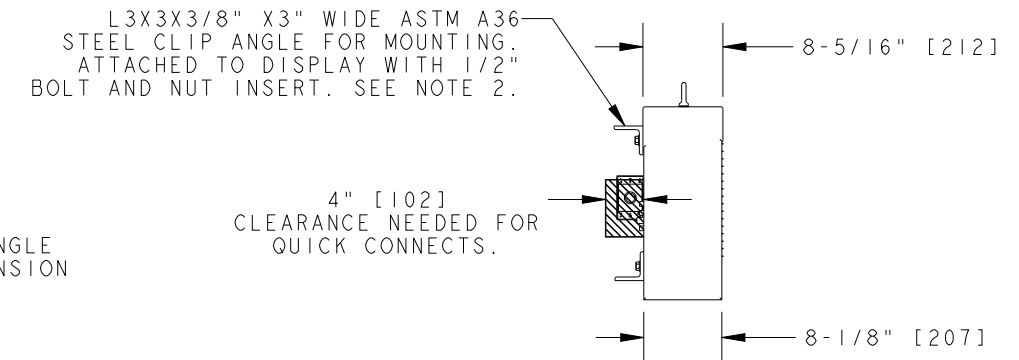 L3X3X3/8" X3" WIDE ASTM A36
STEEL CLIP ANGLE FOR MOUNTING.
ATTACHED TO DISPLAY WITH 1/2"
BOLT AND NUT INSERT. SEE NOTE 2.
8-5/16" [212]
4" [102]
CLEARANCE NEEDED FOR
QUICK CONNECTS.
NGLE
NSION
8-1/8" [207]